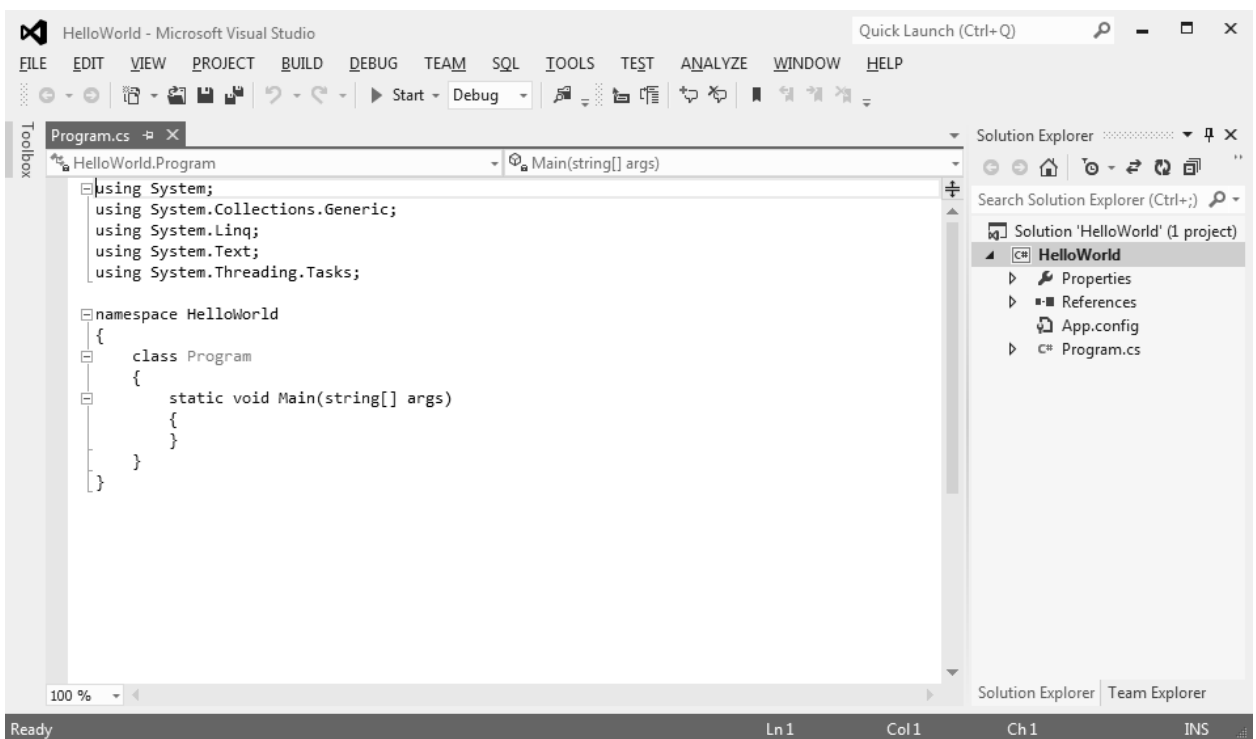 HelloWorld - Microsoft Visual Studio
Quick Launch (Ctrl+Q)
FILE EDIT VIEW PROJECT BUILD DEBUG TEAM SQL TOOLS TEST ANALYZE WINDOW HELP
Start Debug
Toolbox
Program.cs
HelloWorld.Program
Main(string[] args)
using System;
using System.Collections.Generic;
using System.Linq;
using System.Text;
using System.Threading.Tasks;
namespace HelloWorld
{
class Program
{
static void Main(string[] args)
{
}
}
}
100 %
Solution Explorer
Search Solution Explorer (Ctrl+;)
Solution 'HelloWorld' (1 project)
C# HelloWorld
Properties
References
App.config
C# Program.cs
Solution Explorer Team Explorer
Ready Ln 1 Col 1 Ch 1 INS